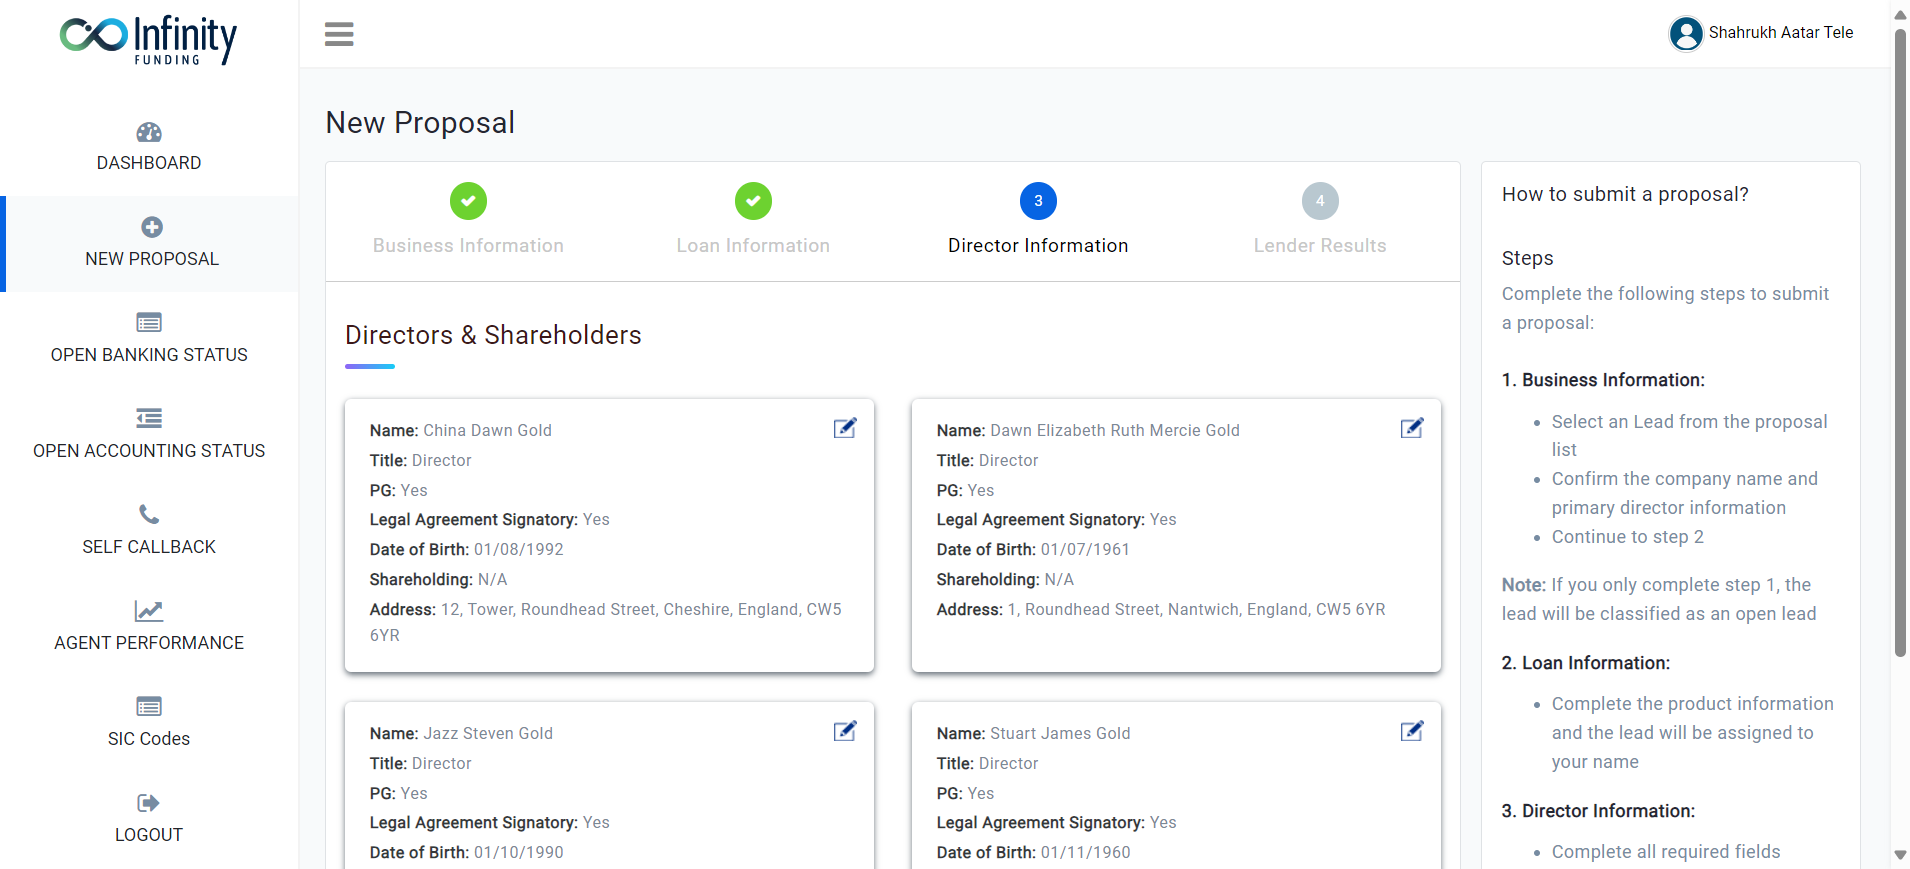 Infinity
FUNDING
Shahrukh Aatar Tele
DASHBOARD
NEW PROPOSAL
OPEN BANKING STATUS
OPEN ACCOUNTING STATUS
SELF CALLBACK
AGENT PERFORMANCE
SIC Codes
LOGOUT
New Proposal
Business Information
Loan Information
3
Director Information
4
Lender Results
Directors & Shareholders
Name: China Dawn Gold
Title: Director
PG: Yes
Legal Agreement Signatory: Yes
Date of Birth: 01/08/1992
Shareholding: N/A
Address: 12, Tower, Roundhead Street, Cheshire, England, CW5
6YR
Name: Dawn Elizabeth Ruth Mercie Gold
Title: Director
PG: Yes
Legal Agreement Signatory: Yes
Date of Birth: 01/07/1961
Shareholding: N/A
Address: 1, Roundhead Street, Nantwich, England, CW5 6YR
Name: Jazz Steven Gold
Title: Director
PG: Yes
Legal Agreement Signatory: Yes
Date of Birth: 01/10/1990
Name: Stuart James Gold
Title: Director
PG: Yes
Legal Agreement Signatory: Yes
Date of Birth: 01/11/1960
How to submit a proposal?
Steps
Complete the following steps to submit
a proposal:
1. Business Information:
• Select an Lead from the proposal
list
• Confirm the company name and
primary director information
• Continue to step 2
Note: If you only complete step 1, the
lead will be classified as an open lead
2. Loan Information:
• Complete the product information
and the lead will be assigned to
your name
3. Director Information:
• Complete all required fields